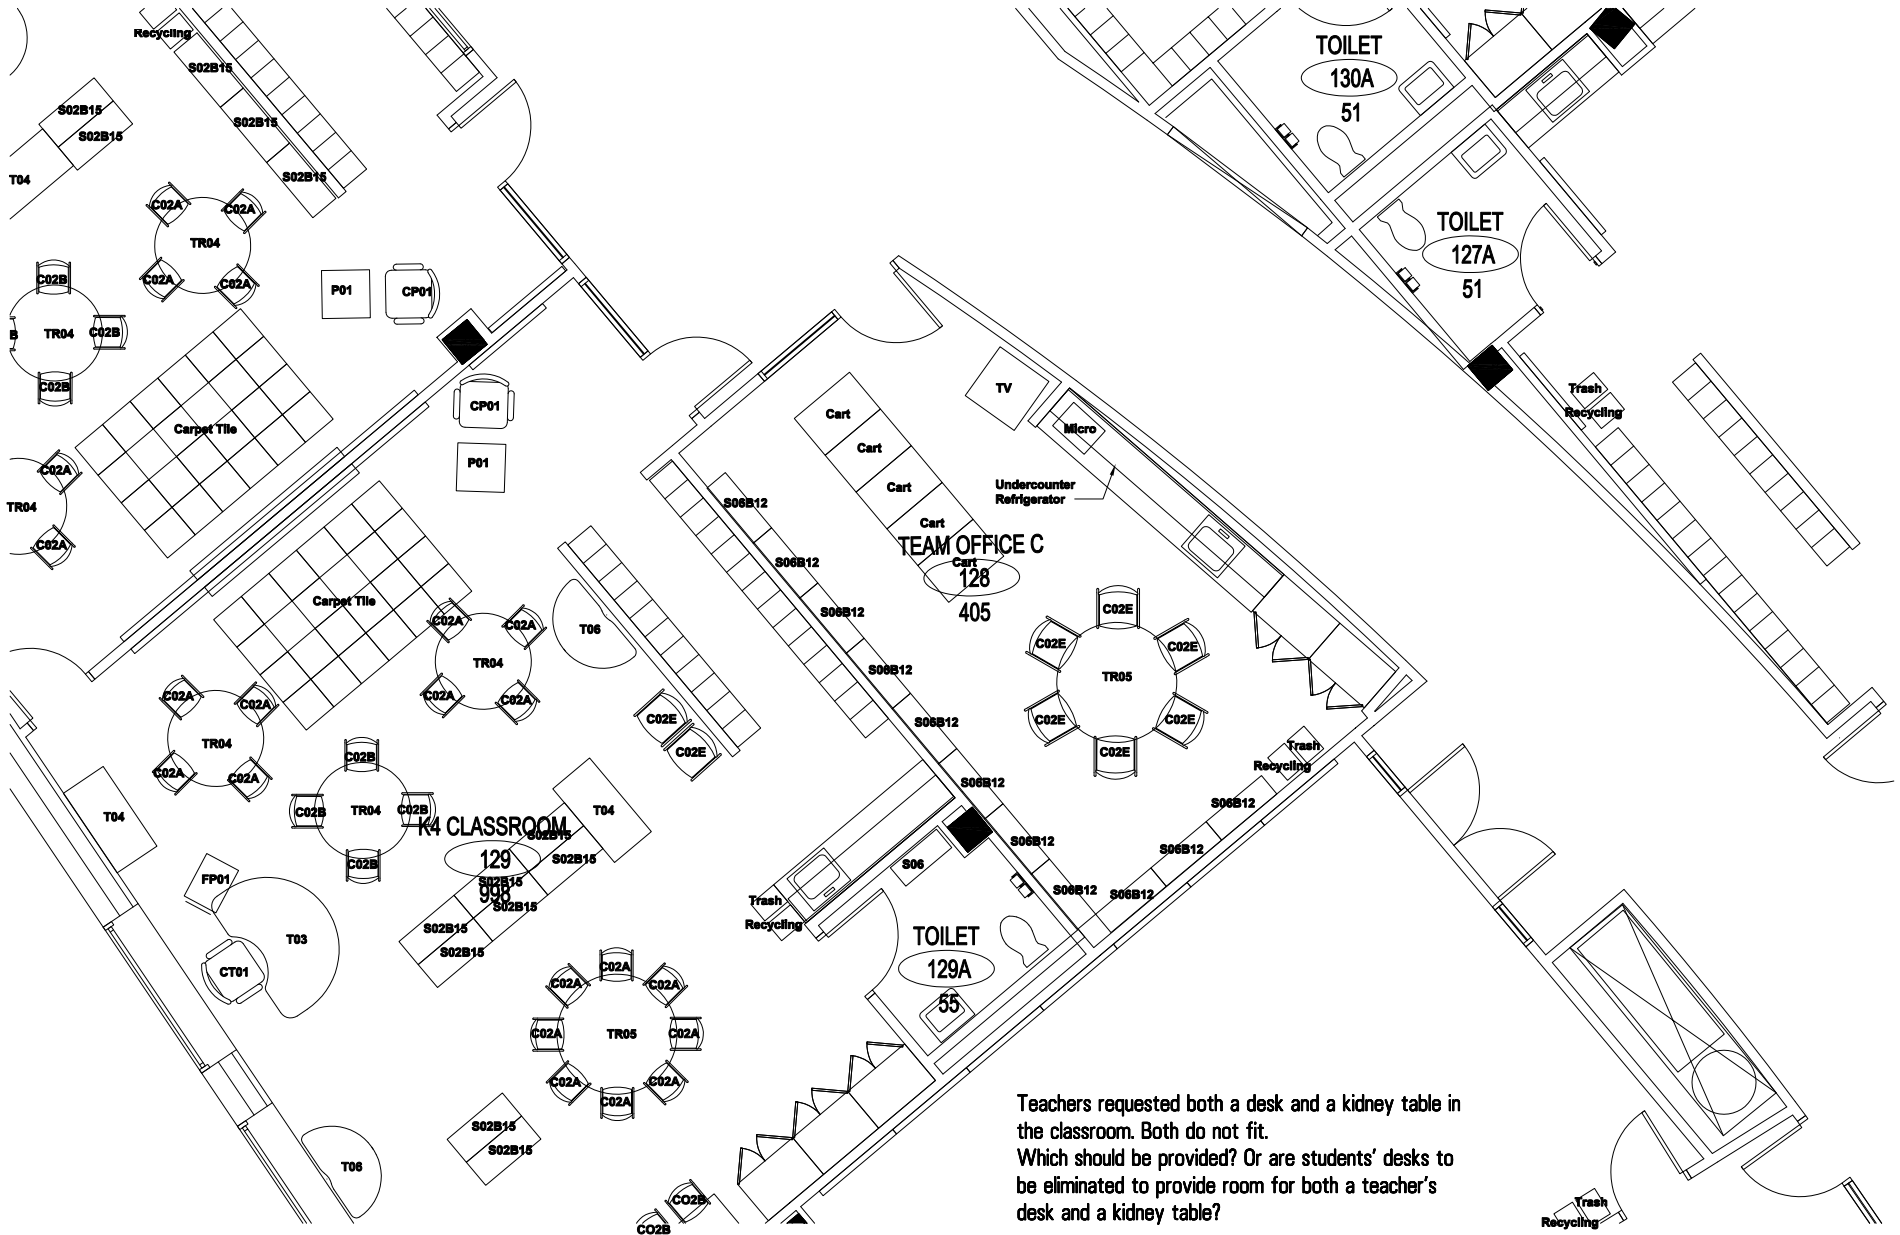 Recycling
S02B15
S02B15
S02B15
S02B15
S02B15
T04
C02A
C02A
TR04
C02A
C02A
C02B
TR04
C02B
B
C02B
P01
CP01
Carpet Tile
C02A
TR04
C02A
CP01
P01
Carpet Tile
TOILET
130A
51
TOILET
127A
51
Trash
Recycling
TV
Micro
Undercounter
Refrigerator
Cart
Cart
Cart
Cart
Cart
TEAM OFFICE C
128
405
S06B12
S06B12
S06B12
S06B12
S06B12
S06B12
S06B12
S06B12
S06B12
S06B12
S06B12
C02E
C02E
C02E
TR05
C02E
C02E
C02E
Trash
Recycling
C02A
C02A
TR04
C02A
C02A
T06
C02E
C02E
C02A
C02A
TR04
C02A
C02A
C02B
C02B
TR04
C02B
C02B
T04
K4 CLASSROOM
129
998
T04
S02B15
S02B15
S02B15
S02B15
S02B15
S02B15
FP01
T03
CT01
S06
Trash
Recycling
TOILET
129A
55
C02A
C02A
C02A
C02A
TR05
C02A
C02A
C02A
C02A
S02B15
S02B15
T06
CO2B
CO2B
Teachers requested both a desk and a kidney table in
the classroom. Both do not fit.
Which should be provided? Or are students' desks to
be eliminated to provide room for both a teacher's
desk and a kidney table?
Trash
Recycling